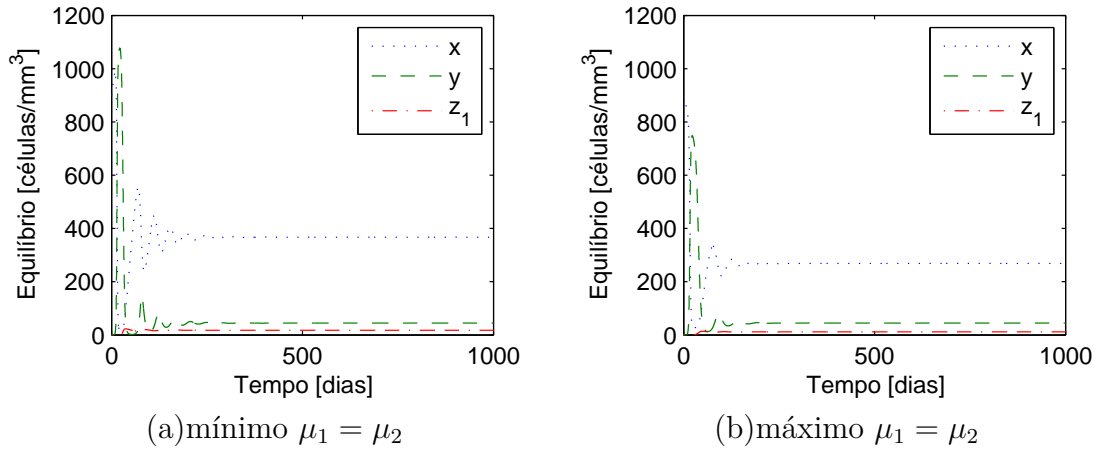 1200
1000
800
600
400
200
0
0
500
1000
Equilíbrio [células/mm³]
Tempo [dias]
x
y
z₁
(a)mínimo μ₁ = μ₂
1200
1000
800
600
400
200
0
0
500
1000
Equilíbrio [células/mm³]
Tempo [dias]
x
y
z₁
(b)máximo μ₁ = μ₂